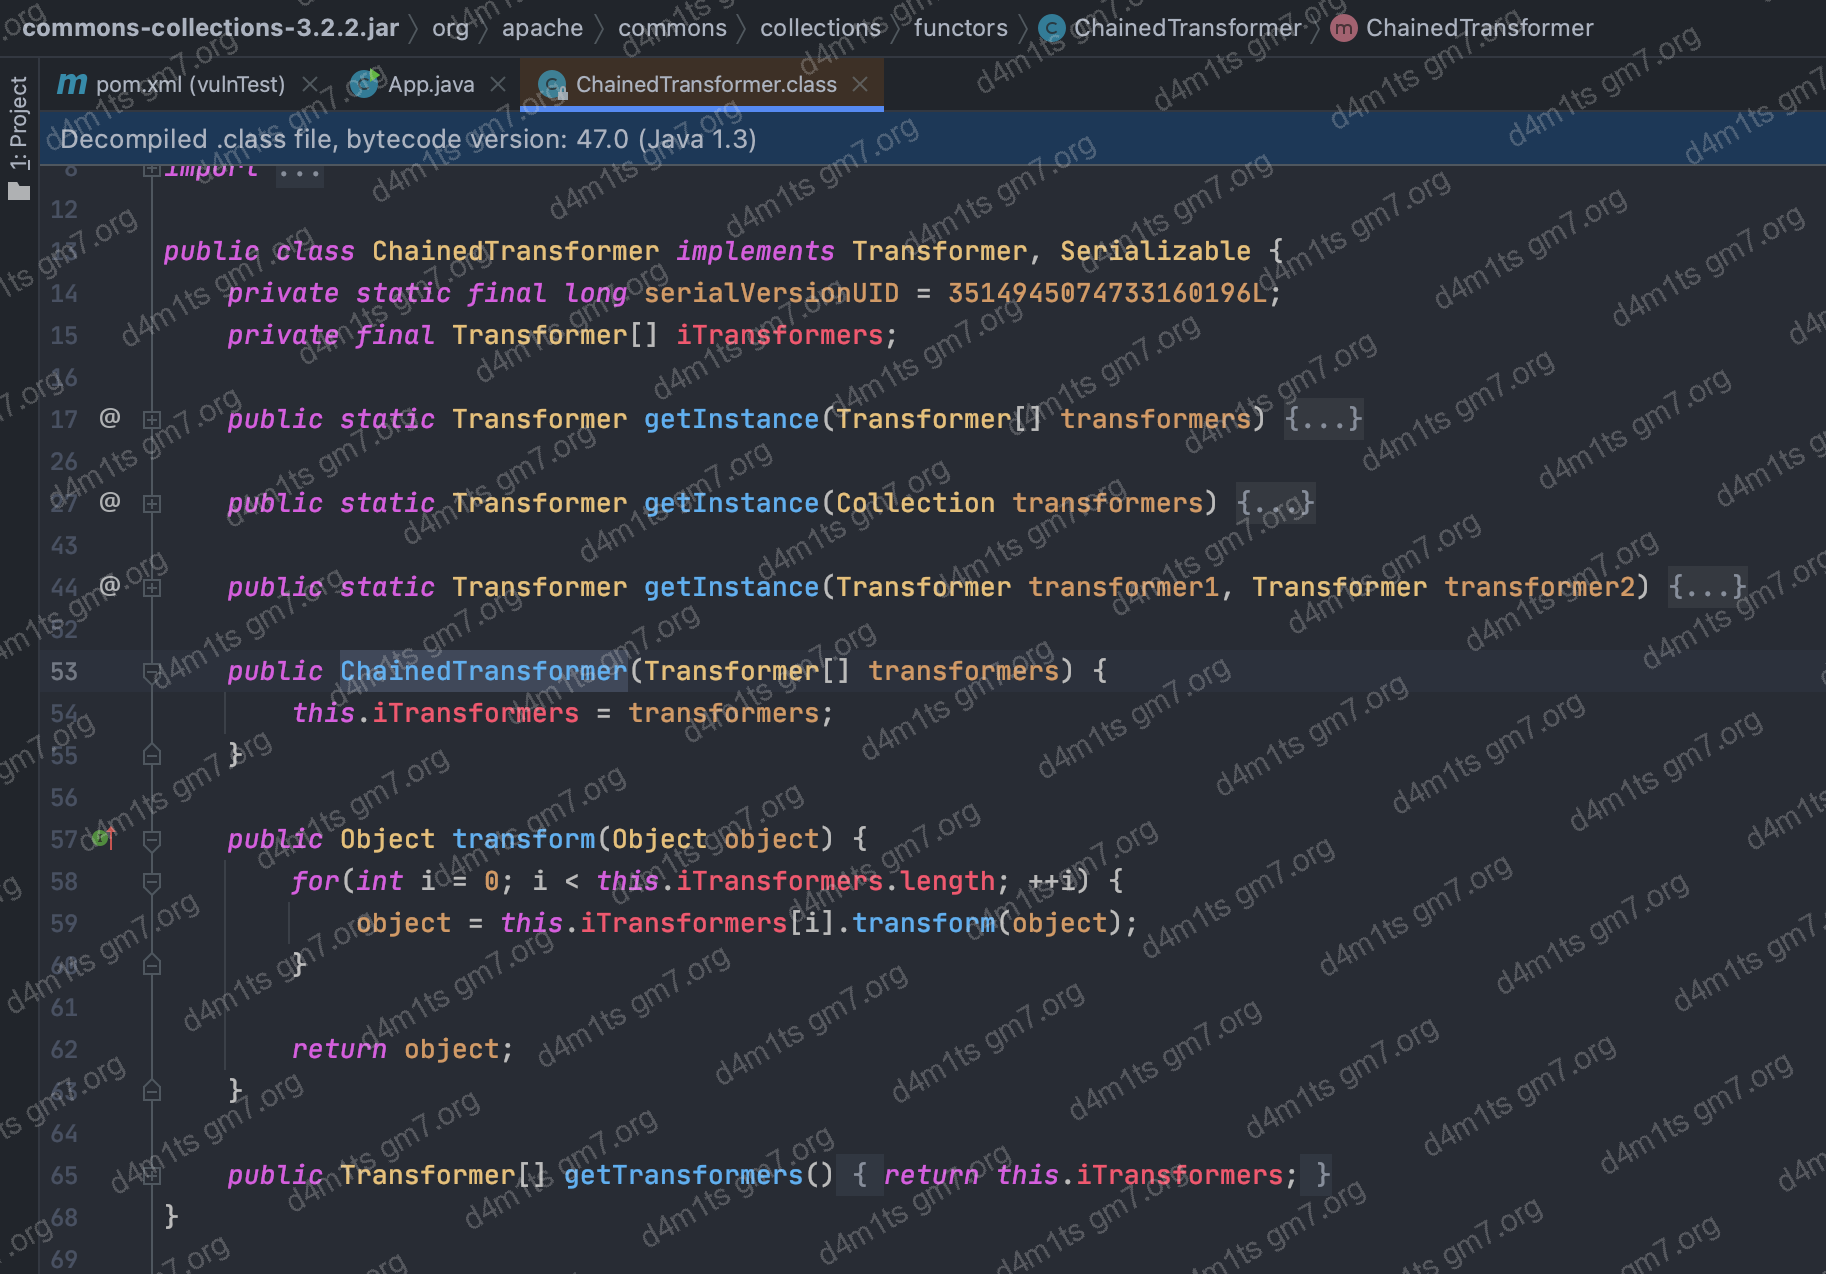 commons-collections-3.2.2.jar 〉 org 〉 apache 〉 commons 〉 collections 〉 functors 〉 C ChainedTransformer 〉 m ChainedTransformer
1: Project
m pom.xml (vulnTest) × C App.java × C ChainedTransformer.class ×
Decompiled .class file, bytecode version: 47.0 (Java 1.3)
8 import ...
12
13 public class ChainedTransformer implements Transformer, Serializable {
14 private static final long serialVersionUID = 3514945074733160196L;
15 private final Transformer[] iTransformers;
16
17 @ public static Transformer getInstance(Transformer[] transformers) {...}
26
27 @ public static Transformer getInstance(Collection transformers) {...}
43
44 @ public static Transformer getInstance(Transformer transformer1, Transformer transformer2) {...}
52
53 public ChainedTransformer(Transformer[] transformers) {
54 this.iTransformers = transformers;
55 }
56
57 public Object transform(Object object) {
58 for(int i = 0; i < this.iTransformers.length; ++i) {
59 object = this.iTransformers[i].transform(object);
60 }
61
62 return object;
63 }
64
65 public Transformer[] getTransformers() { return this.iTransformers; }
68 }
69
d4m1ts gm7.org